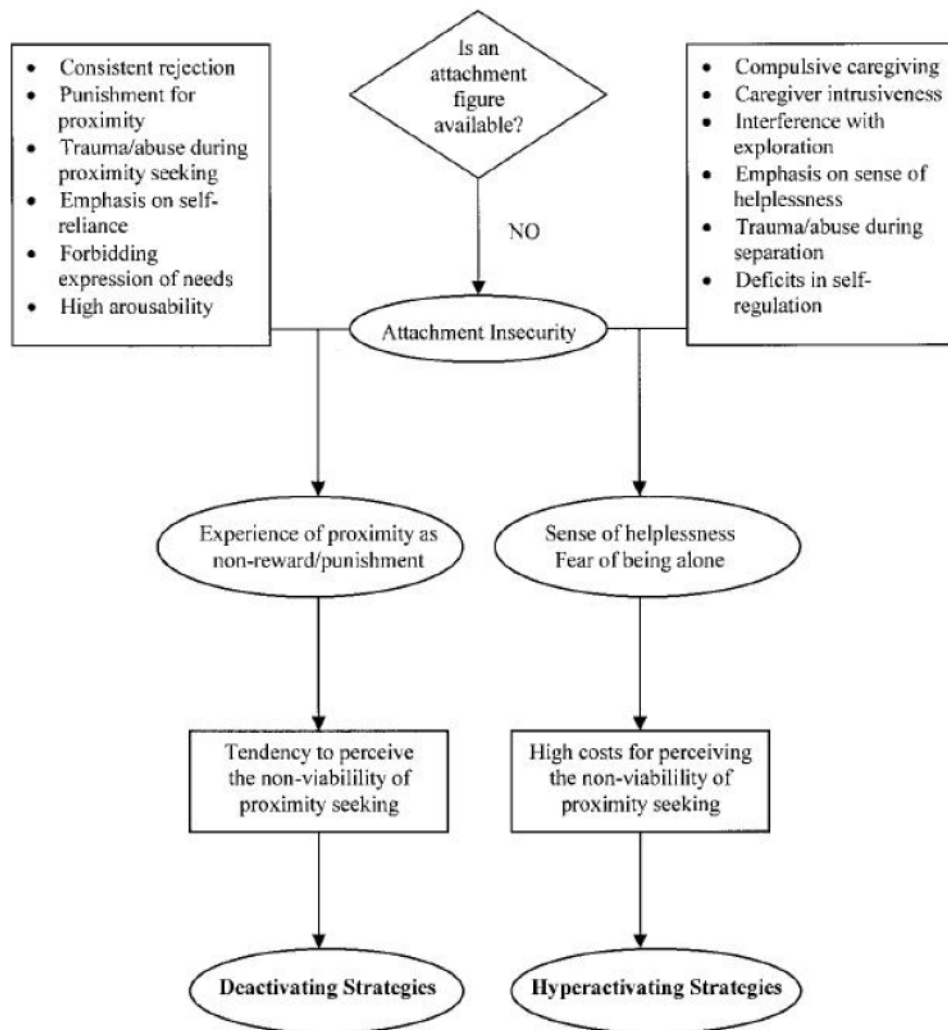 • Consistent rejection
• Punishment for
proximity
• Trauma/abuse during
proximity seeking
• Emphasis on self-
reliance
• Forbidding
expression of needs
• High arousability
Is an
attachment
figure
available?
• Compulsive caregiving
• Caregiver intrusiveness
• Interference with
exploration
• Emphasis on sense of
helplessness
• Trauma/abuse during
separation
• Deficits in self-
regulation
NO
Attachment Insecurity
Experience of proximity as
non-reward/punishment
Sense of helplessness
Fear of being alone
Tendency to perceive
the non-viabilility of
proximity seeking
High costs for perceiving
the non-viabilility of
proximity seeking
Deactivating Strategies
Hyperactivating Strategies